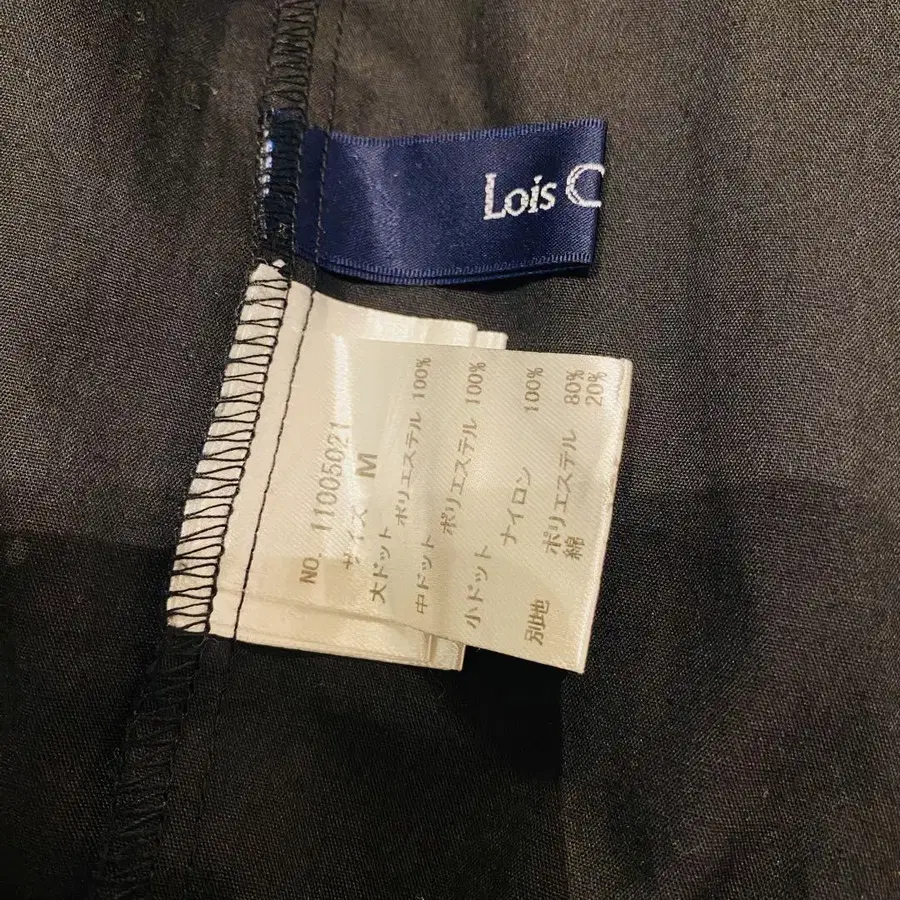 Lois C
NO. 11005021
サイズ M
大ドット ポリエステル 100%
中ドット ポリエステル 100%
小ドット ナイロン 100%
別地 ポリエステル 80%
綿 20%